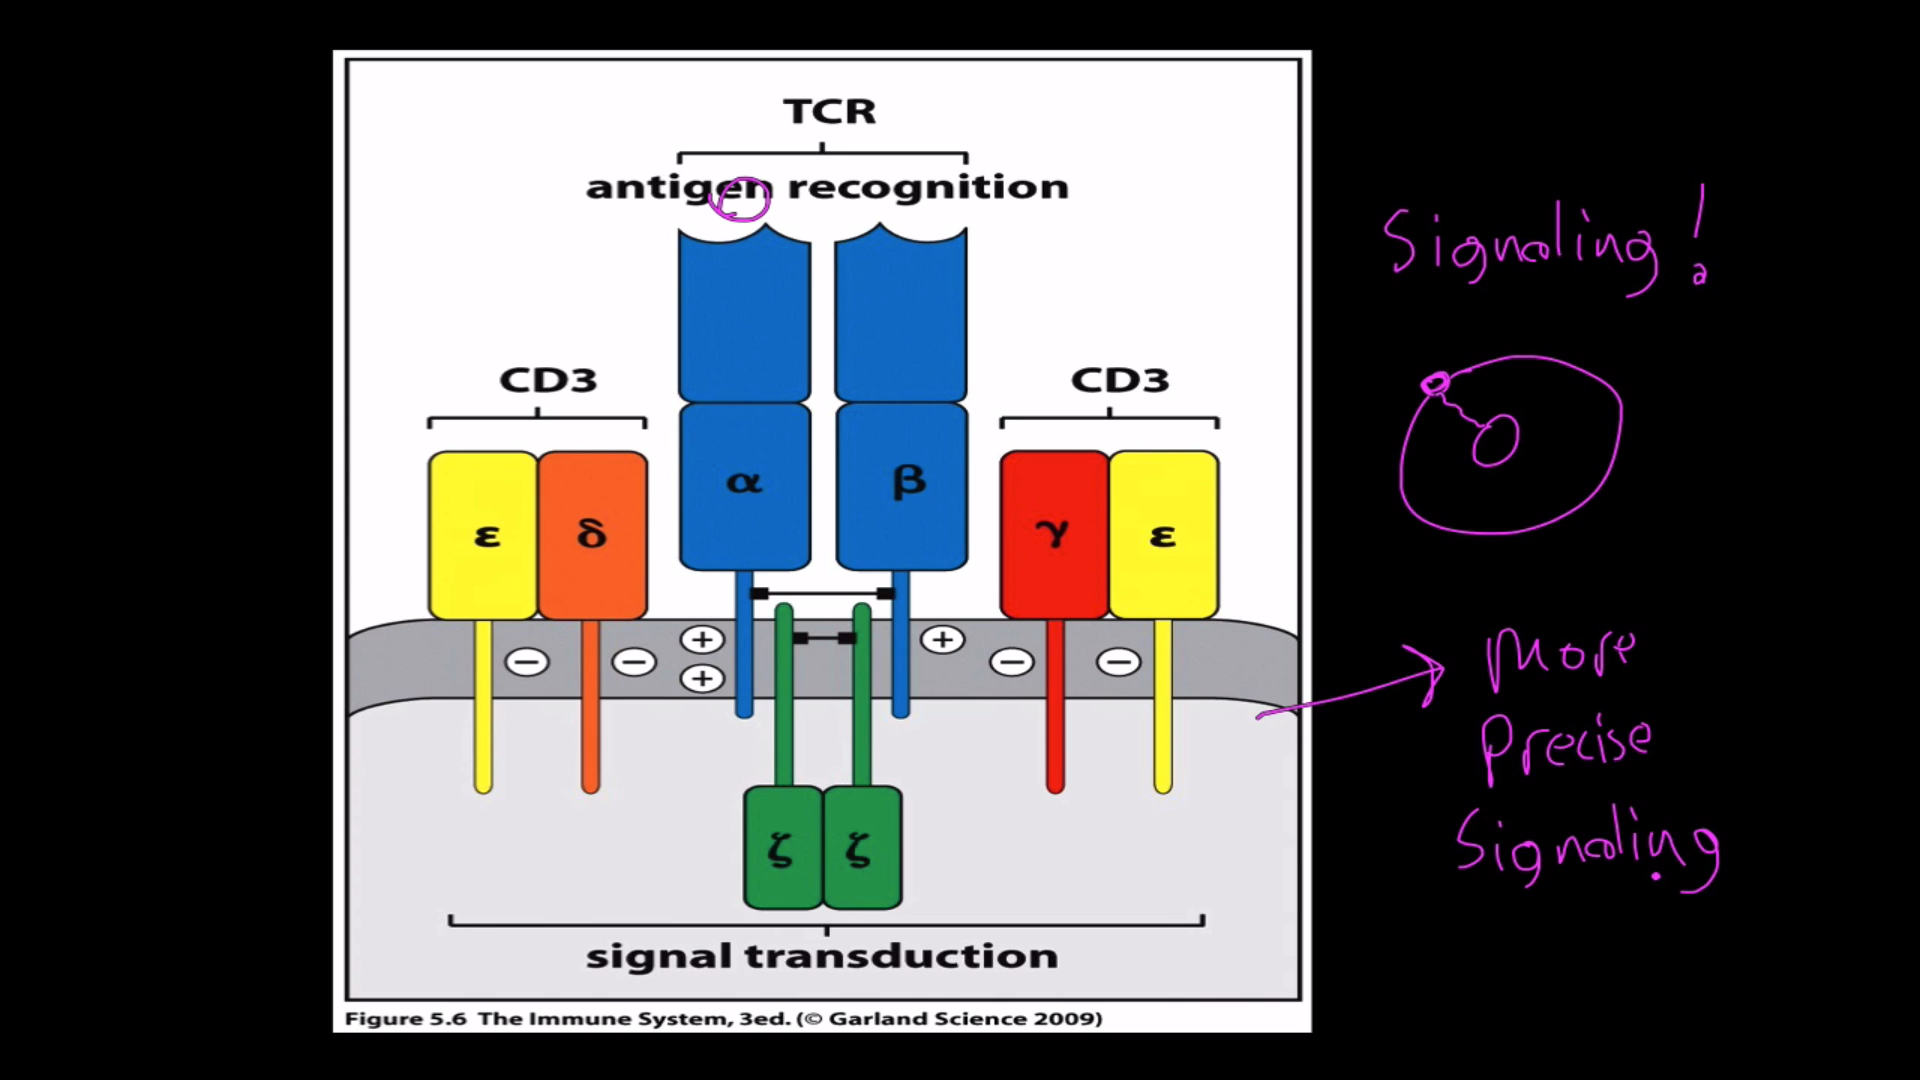 TCR
antigen recognition
CD3
CD3
α
β
ε
δ
γ
ε
+
+
+
−
−
−
−
ζ
ζ
signal transduction
Figure 5.6 The Immune System, 3ed. (© Garland Science 2009)
Signaling!
More
Precise
Signaling